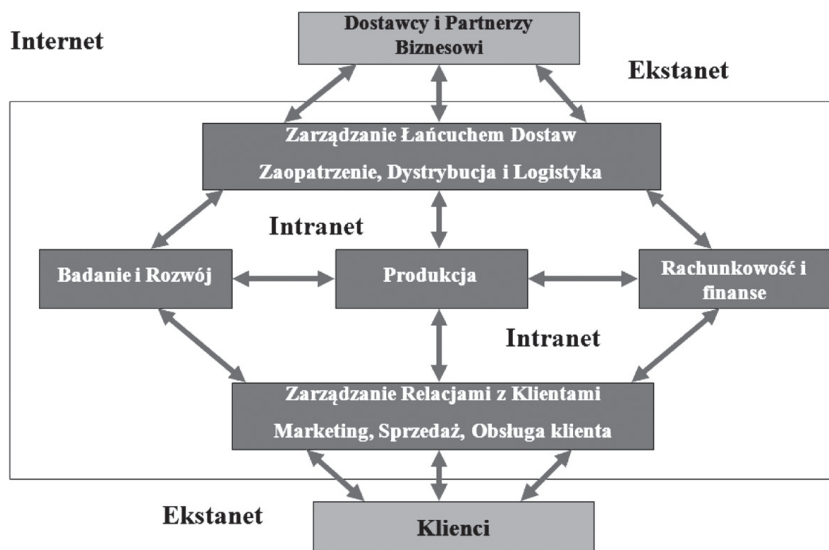 Internet
Dostawcy i Partnerzy
Biznesowi
Ekstanet
Zarządzanie Łańcuchem Dostaw
Zaopatrzenie, Dystrybucja i Logistyka
Intranet
Badanie i Rozwój
Produkcja
Rachunkowość i
finanse
Intranet
Zarządzanie Relacjami z Klientami
Marketing, Sprzedaż, Obsługa klienta
Ekstanet
Klienci